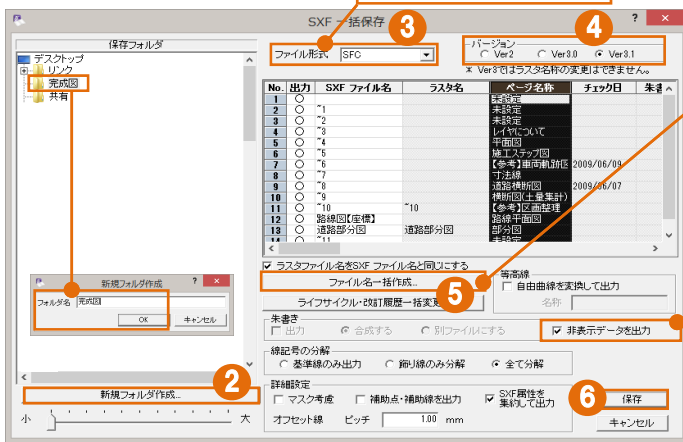 SXF 一括保存
?
×
3
4
保存フォルダ
デスクトップ
リンク
完成図
共有
新規フォルダ作成
?
×
フォルダ名 完成図
OK
キャンセル
2
新規フォルダ作成...
小
大
ファイル形式 SFC
バージョン
Ver2 Ver3.0 Ver3.1
※ Ver3ではラスタ名称の変更はできません。
No. 出力 SXF ファイル名 ラスタ名 ページ名称 チェック日 朱書
1 ○ 未設定
2 ○ ~1 未設定
3 ○ ~2 未設定
4 ○ ~3 レイヤについて
5 ○ ~4 平面図
6 ○ ~5 施工ステップ図
7 ○ ~6 【参考】車両軌跡図 2009/06/09
8 ○ ~7 寸法線
9 ○ ~8 道路横断図 2009/06/07
10 ○ ~9 横断図(土量集計)
11 ○ ~10 ~10 【参考】区画整理
12 ○ 路線図【座標】 路線平面図
13 ○ 道路部分図 道路部分図 部分図
14 ○ ~11 未設定
ラスタファイル名をSXF ファイル名と同じにする
ファイル名一括作成...
5
ライフサイクル・改訂履歴一括変更
等高線
自由曲線を変換して出力
名称
朱書き
出力 合成する 別ファイルにする
非表示データを出力
線記号の分解
基準線のみ出力 飾り線のみ分解 全て分解
詳細設定
マスク考慮 補助点・補助線を出力 SXF属性を集約して出力
オフセット線 ピッチ 1.00 mm
6
保存
キャンセル